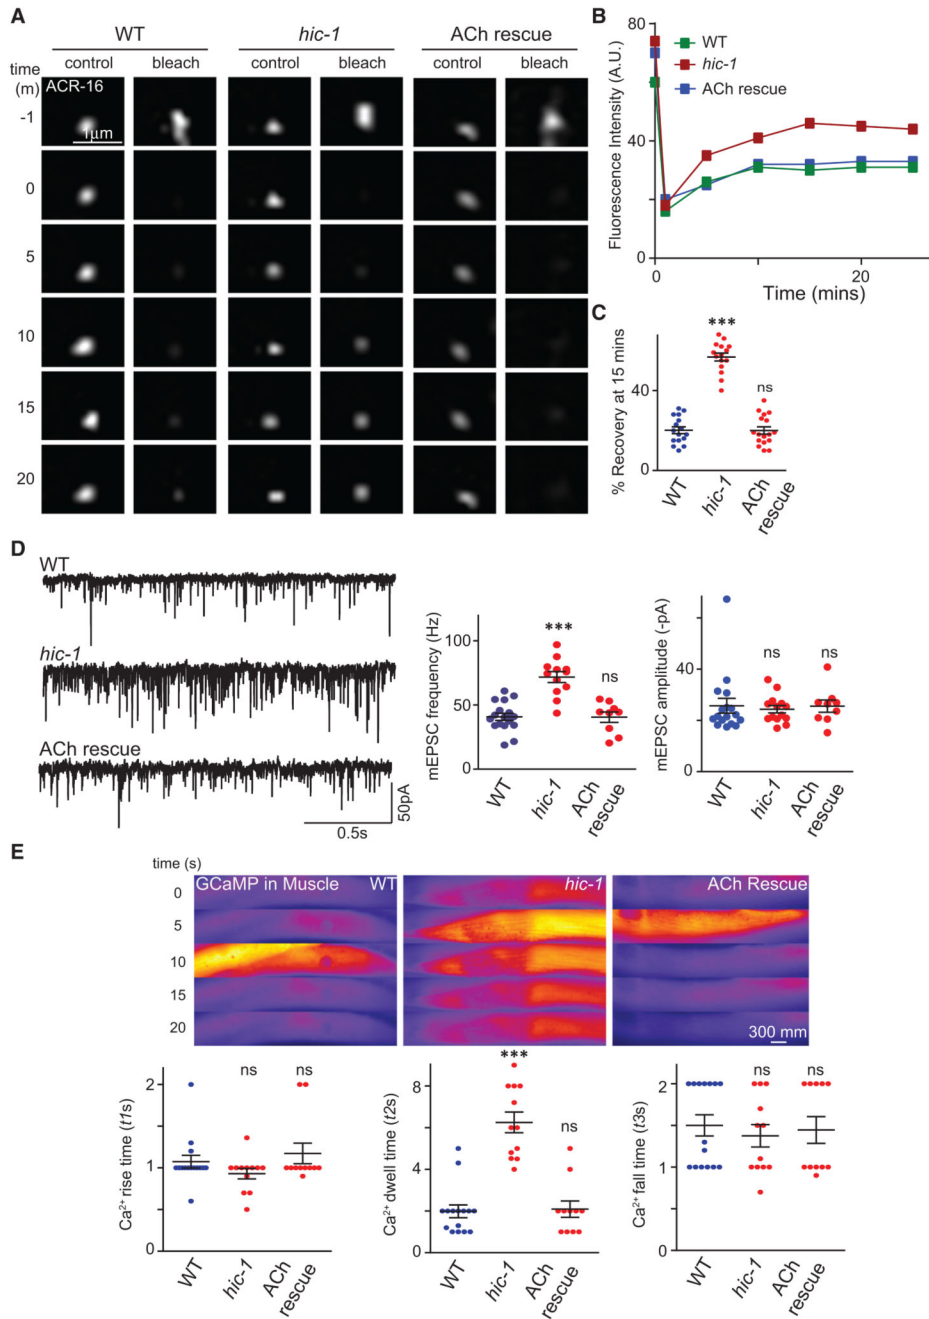 A
WT
hic-1
ACh rescue
time
(m)
control
bleach
control
bleach
control
bleach
ACR-16
1µm
-1
0
5
10
15
20
B
Fluorescence Intensity (A.U.)
80
40
0
WT
hic-1
ACh rescue
0
20
Time (mins)
C
% Recovery at 15 mins
40
0
***
ns
WT
hic-1
ACh
rescue
D
WT
hic-1
ACh rescue
0.5s
50pA
mEPSC frequency (Hz)
100
50
0
***
ns
WT
hic-1
ACh
rescue
mEPSC amplitude (-pA)
40
0
ns
ns
WT
hic-1
ACh
rescue
E
time (s)
GCaMP in Muscle
WT
hic-1
ACh Rescue
0
5
10
15
20
300 mm
Ca²⁺ rise time (t1s)
2
1
0
ns
ns
WT
hic-1
ACh
rescue
Ca²⁺ dwell time (t2s)
8
4
0
***
ns
WT
hic-1
ACh
rescue
Ca²⁺ fall time (t3s)
2
1
0
ns
ns
WT
hic-1
ACh
rescue